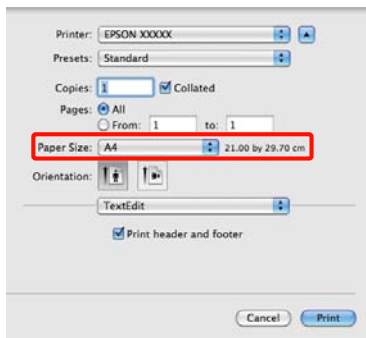 Printer: EPSON XXXXX
Presets: Standard
Copies: 1 Collated
Pages: All
From: 1 to: 1
Paper Size: A4 21.00 by 29.70 cm
Orientation:
TextEdit
Print header and footer
Cancel Print